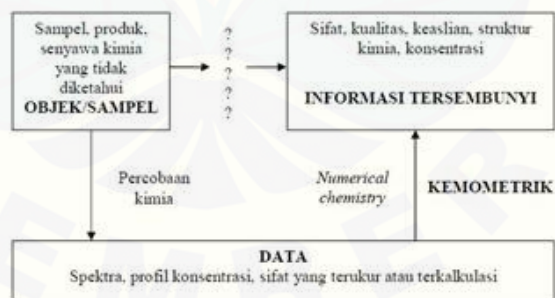 Sampel, produk,
senyawa kimia
yang tidak
diketahui
OBJEK/SAMPEL
?
?
?
?
?
Sifat, kualitas, keaslian, struktur
kimia, konsentrasi
INFORMASI TERSEMBUNYI
Percobaan
kimia
Numerical
chemistry
KEMOMETRIK
DATA
Spektra, profil konsentrasi, sifat yang terukur atau terkalkulasi